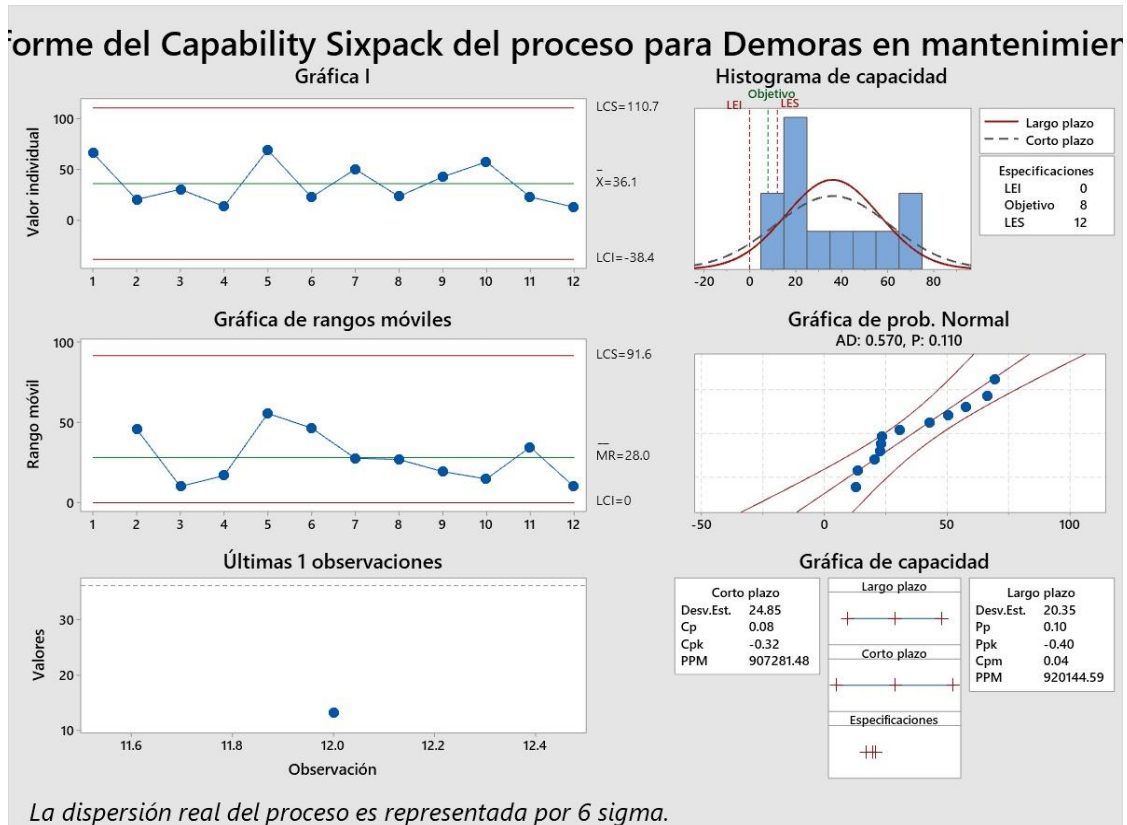 forme del Capability Sixpack del proceso para Demoras en mantenimien
Gráfica I
Valor individual
100
50
0
LCS=110.7
X̄=36.1
LCI=-38.4
1 2 3 4 5 6 7 8 9 10 11 12
Histograma de capacidad
LEI Objetivo LES
-20 0 20 40 60 80
Largo plazo
Corto plazo
Especificaciones
LEI 0
Objetivo 8
LES 12
Gráfica de rangos móviles
Rango móvil
100
50
0
LCS=91.6
M̅R̅=28.0
LCI=0
1 2 3 4 5 6 7 8 9 10 11 12
Gráfica de prob. Normal
AD: 0.570, P: 0.110
-50 0 50 100
Últimas 1 observaciones
Valores
30
20
10
11.6 11.8 12.0 12.2 12.4
Observación
Gráfica de capacidad
Corto plazo
Desv.Est. 24.85
Cp 0.08
Cpk -0.32
PPM 907281.48
Largo plazo
Corto plazo
Especificaciones
Largo plazo
Desv.Est. 20.35
Pp 0.10
Ppk -0.40
Cpm 0.04
PPM 920144.59
La dispersión real del proceso es representada por 6 sigma.